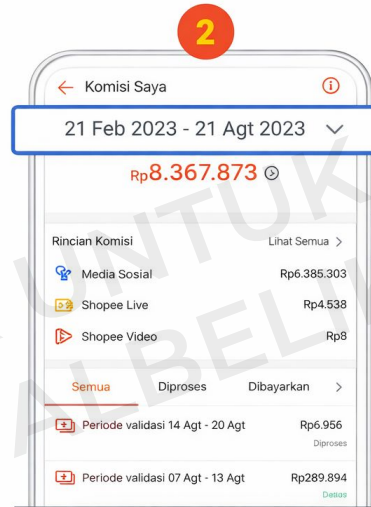 2
Komisi Saya
21 Feb 2023 - 21 Agt 2023
Rp8.367.873
Rincian Komisi Lihat Semua >
Media Sosial Rp6.385.303
Shopee Live Rp4.538
Shopee Video Rp8
Semua Diproses Dibayarkan >
Periode validasi 14 Agt - 20 Agt Rp6.956
Diproses
Periode validasi 07 Agt - 13 Agt Rp289.894
UNTUK
ALBELI